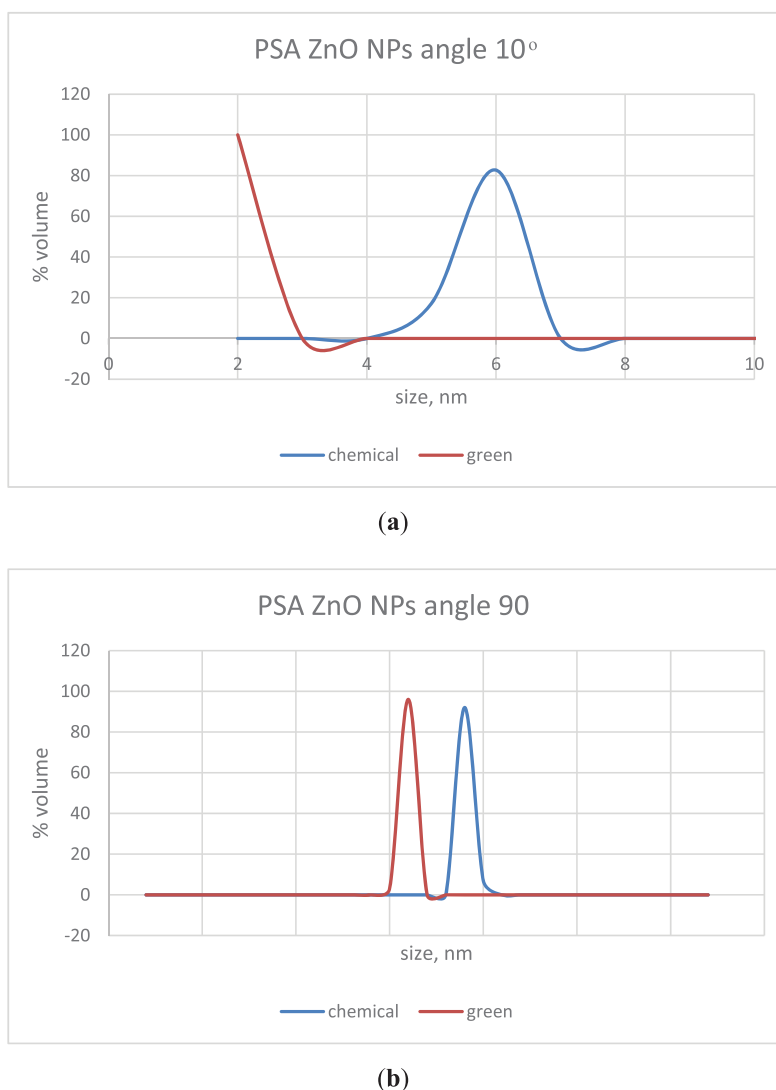 PSA ZnO NPs angle 10°
120
100
80
60
40
20
0
-20
% volume
0 2 4 6 8 10
size, nm
chemical green
(a)
PSA ZnO NPs angle 90
120
100
80
60
40
20
0
-20
% volume
size, nm
chemical green
(b)